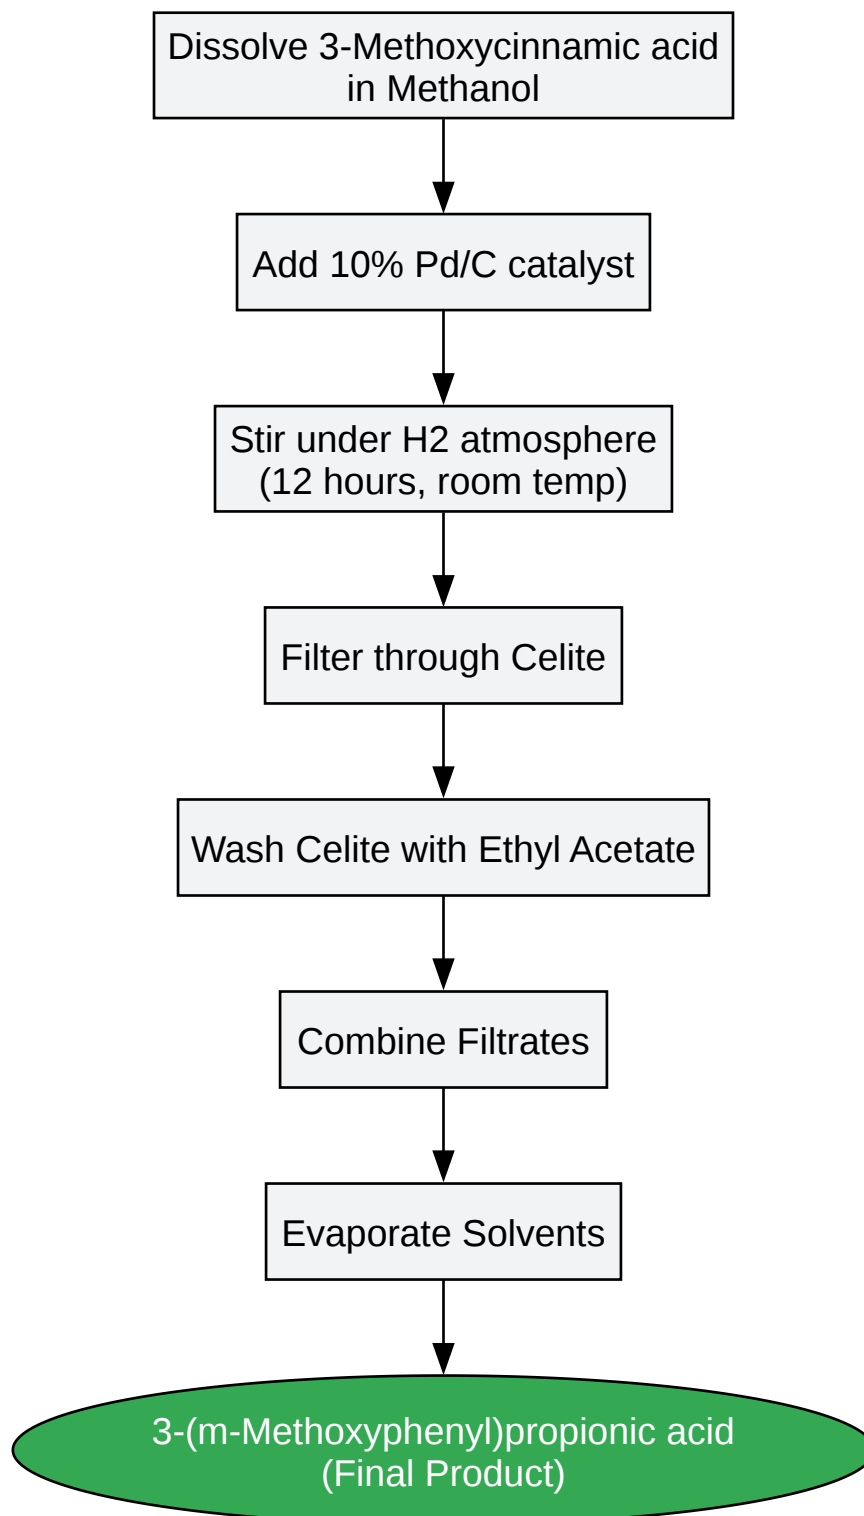 Dissolve 3-Methoxycinnamic acid
in Methanol
Add 10% Pd/C catalyst
Stir under H2 atmosphere
(12 hours, room temp)
Filter through Celite
Wash Celite with Ethyl Acetate
Combine Filtrates
Evaporate Solvents
3-(m-Methoxyphenyl)propionic acid
(Final Product)